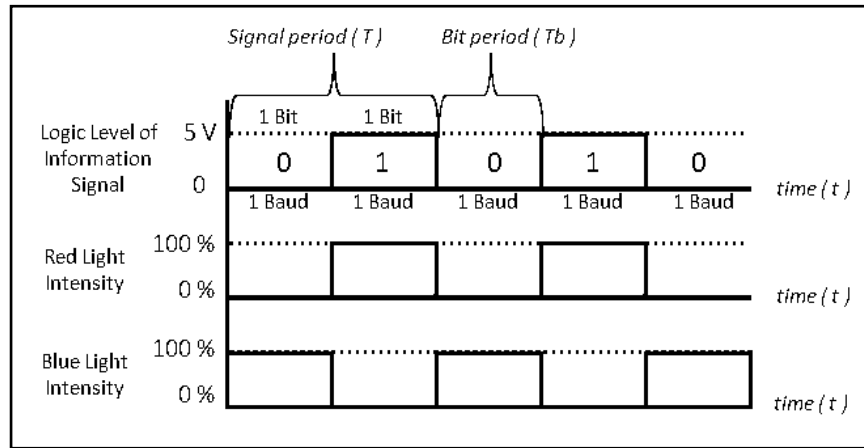 Signal period ( T )
Bit period ( Tb )
1 Bit
1 Bit
Logic Level of
Information
Signal
5 V
0
0
1
0
1
0
time ( t )
1 Baud
1 Baud
1 Baud
1 Baud
1 Baud
Red Light
Intensity
100 %
0 %
time ( t )
Blue Light
Intensity
100 %
0 %
time ( t )